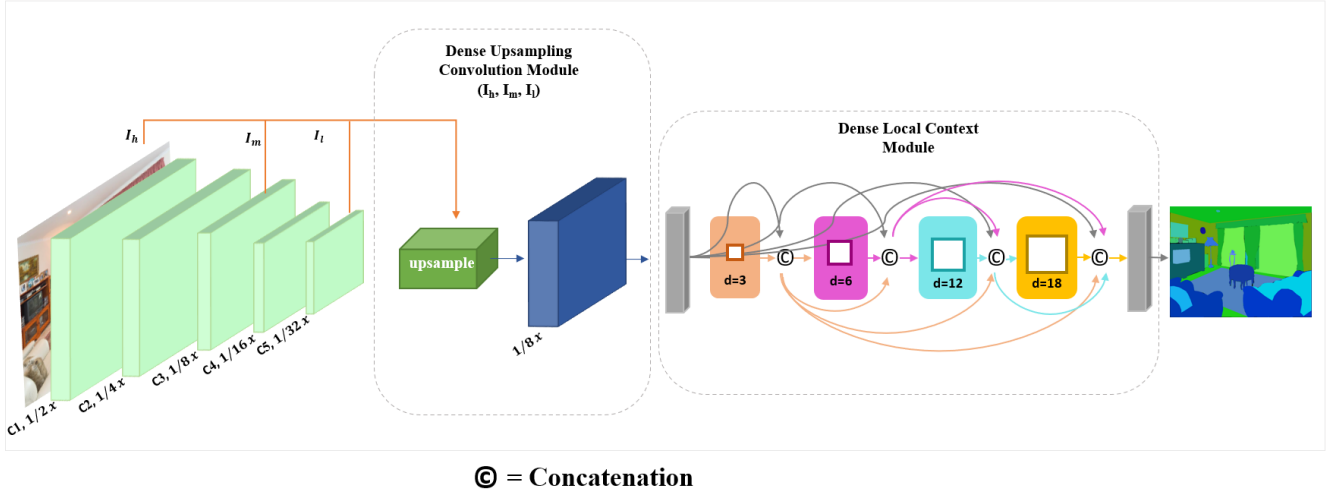 Dense Upsampling
Convolution Module
(Iₕ, Iₘ, Iₗ)
Iₕ
Iₘ
Iₗ
upsample
C1, 1/2 x
C2, 1/4 x
C3, 1/8 x
C4, 1/16 x
C5, 1/32 x
1/8 x
Dense Local Context
Module
d=3
©
d=6
©
d=12
©
d=18
©
© = Concatenation